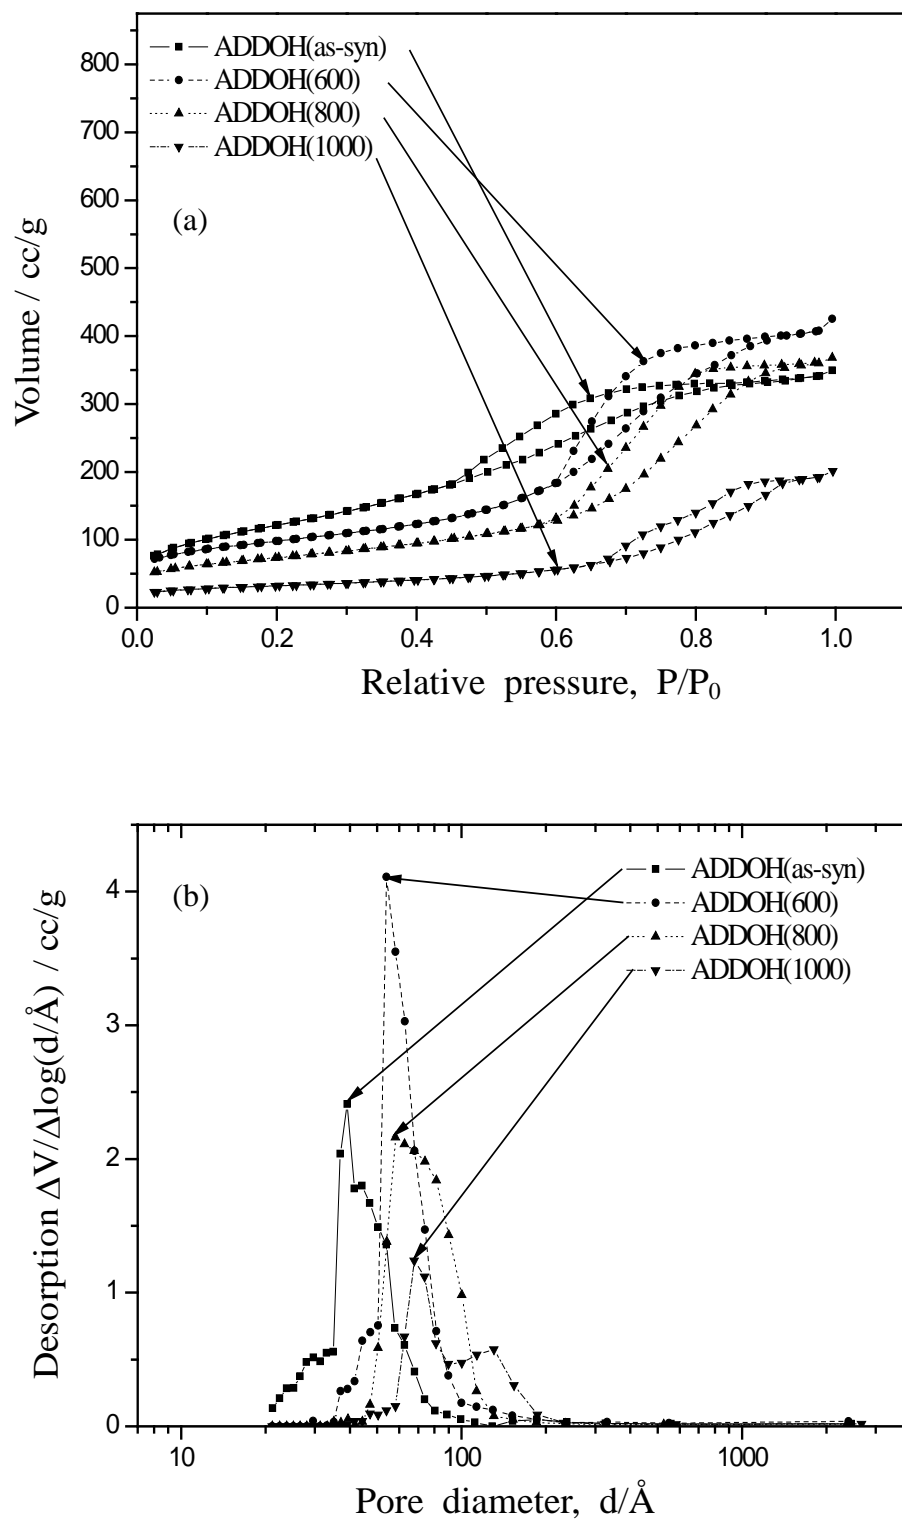 ADDOH(as-syn)
ADDOH(600)
ADDOH(800)
ADDOH(1000)
(a)
Volume / cc/g
800
700
600
500
400
300
200
100
0
0.0 0.2 0.4 0.6 0.8 1.0
Relative pressure, P/P₀
ADDOH(as-syn)
ADDOH(600)
ADDOH(800)
ADDOH(1000)
(b)
Desorption ΔV/Δlog(d/Å) / cc/g
4
3
2
1
0
10 100 1000
Pore diameter, d/Å